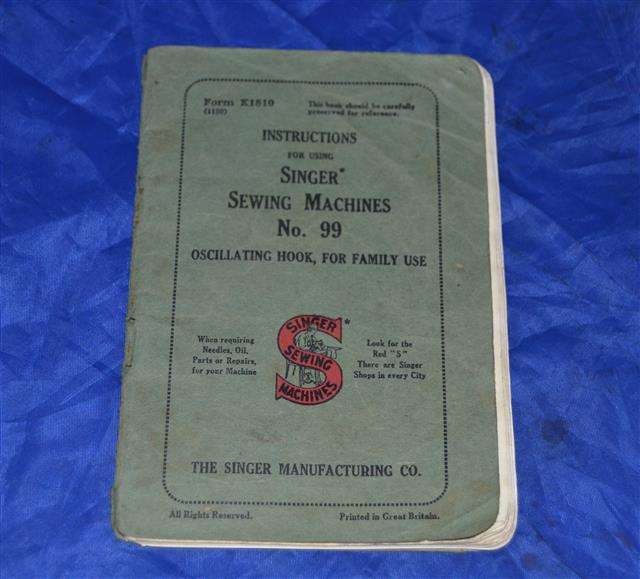 Form K1810
(1150)
This book should be carefully
preserved for reference.
INSTRUCTIONS
FOR USING
SINGER*
SEWING MACHINES
No. 99
OSCILLATING HOOK, FOR FAMILY USE
When requiring
Needles, Oil,
Parts or Repairs,
for your Machine
SINGER*
SEWING
MACHINES
Look for the
Red "S"
There are Singer
Shops in every City
THE SINGER MANUFACTURING CO.
All Rights Reserved.
Printed in Great Britain.